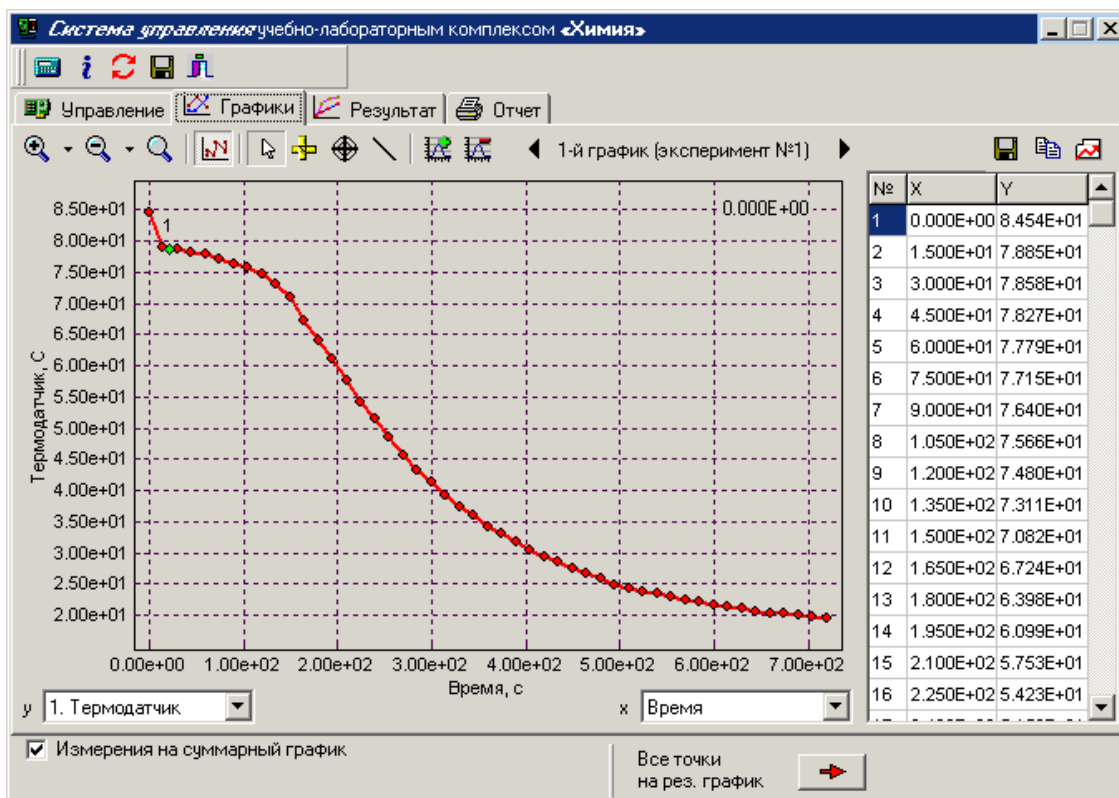 Система управления учебно-лабораторным комплексом «Химия»
Управление Графики Результат Отчет
1-й график (эксперимент №1)
0.000E+00
1
Термодатчик, C
8.50e+01
8.00e+01
7.50e+01
7.00e+01
6.50e+01
6.00e+01
5.50e+01
5.00e+01
4.50e+01
4.00e+01
3.50e+01
3.00e+01
2.50e+01
2.00e+01
0.00e+00 1.00e+02 2.00e+02 3.00e+02 4.00e+02 5.00e+02 6.00e+02 7.00e+02
Время, с
y 1. Термодатчик x Время
№ X Y
1 0.000E+00 8.454E+01
2 1.500E+01 7.885E+01
3 3.000E+01 7.858E+01
4 4.500E+01 7.827E+01
5 6.000E+01 7.779E+01
6 7.500E+01 7.715E+01
7 9.000E+01 7.640E+01
8 1.050E+02 7.566E+01
9 1.200E+02 7.480E+01
10 1.350E+02 7.311E+01
11 1.500E+02 7.082E+01
12 1.650E+02 6.724E+01
13 1.800E+02 6.398E+01
14 1.950E+02 6.099E+01
15 2.100E+02 5.753E+01
16 2.250E+02 5.423E+01
Измерения на суммарный график
Все точки
на рез. график